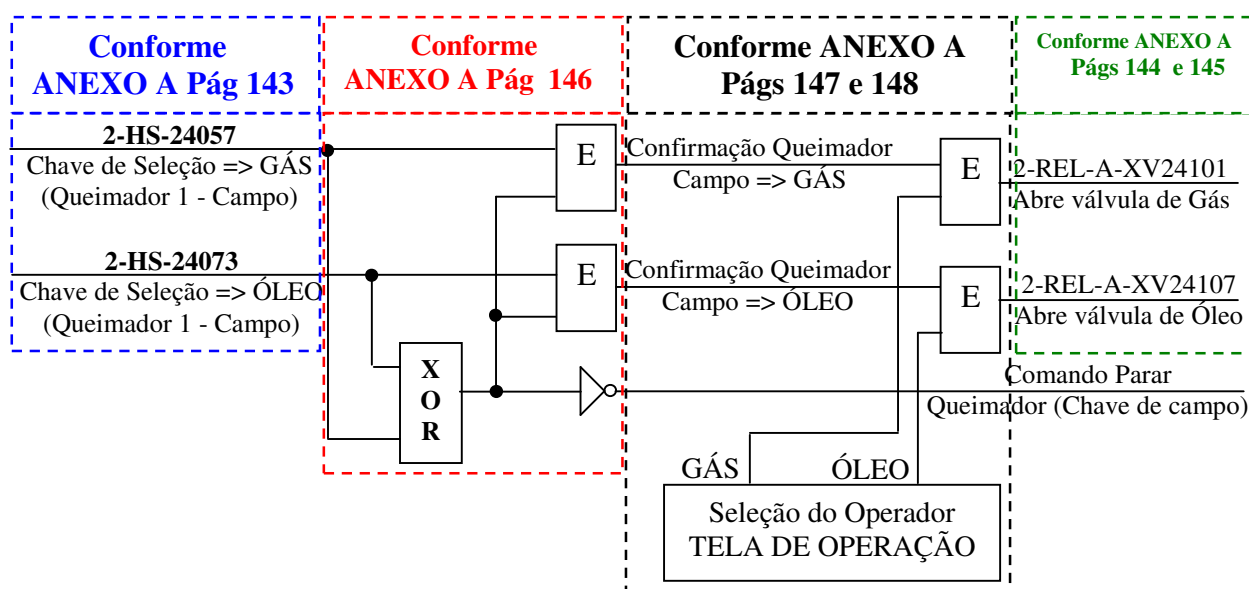 Conforme
ANEXO A Pág 143
Conforme
ANEXO A Pág 146
Conforme ANEXO A
Págs 147 e 148
Conforme ANEXO A
Págs 144 e 145
2-HS-24057
Chave de Seleção => GÁS
(Queimador 1 - Campo)
E
Confirmação Queimador
Campo => GÁS
E
2-REL-A-XV24101
Abre válvula de Gás
2-HS-24073
Chave de Seleção => ÓLEO
(Queimador 1 - Campo)
E
Confirmação Queimador
Campo => ÓLEO
E
2-REL-A-XV24107
Abre válvula de Óleo
X
O
R
Comando Parar
Queimador (Chave de campo)
GÁS
ÓLEO
Seleção do Operador
TELA DE OPERAÇÃO